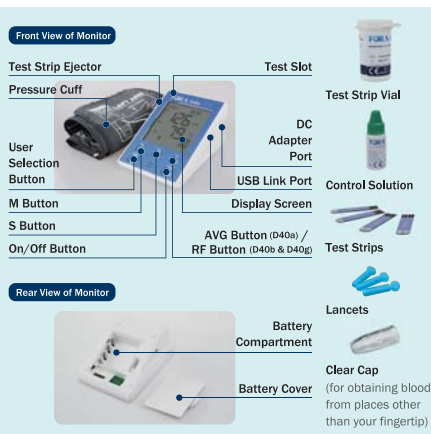 Front View of Monitor
Test Strip Ejector
Test Slot
Pressure Cuff
Test Strip Vial
DC
Adapter
Port
User
Selection
Button
USB Link Port
Control Solution
M Button
Display Screen
S Button
AVG Button (D40a) /
RF Button (D40b & D40g)
On/Off Button
Test Strips
Rear View of Monitor
Lancets
Battery
Compartment
Clear Cap
Battery Cover
(for obtaining blood
from places other
than your fingertip)